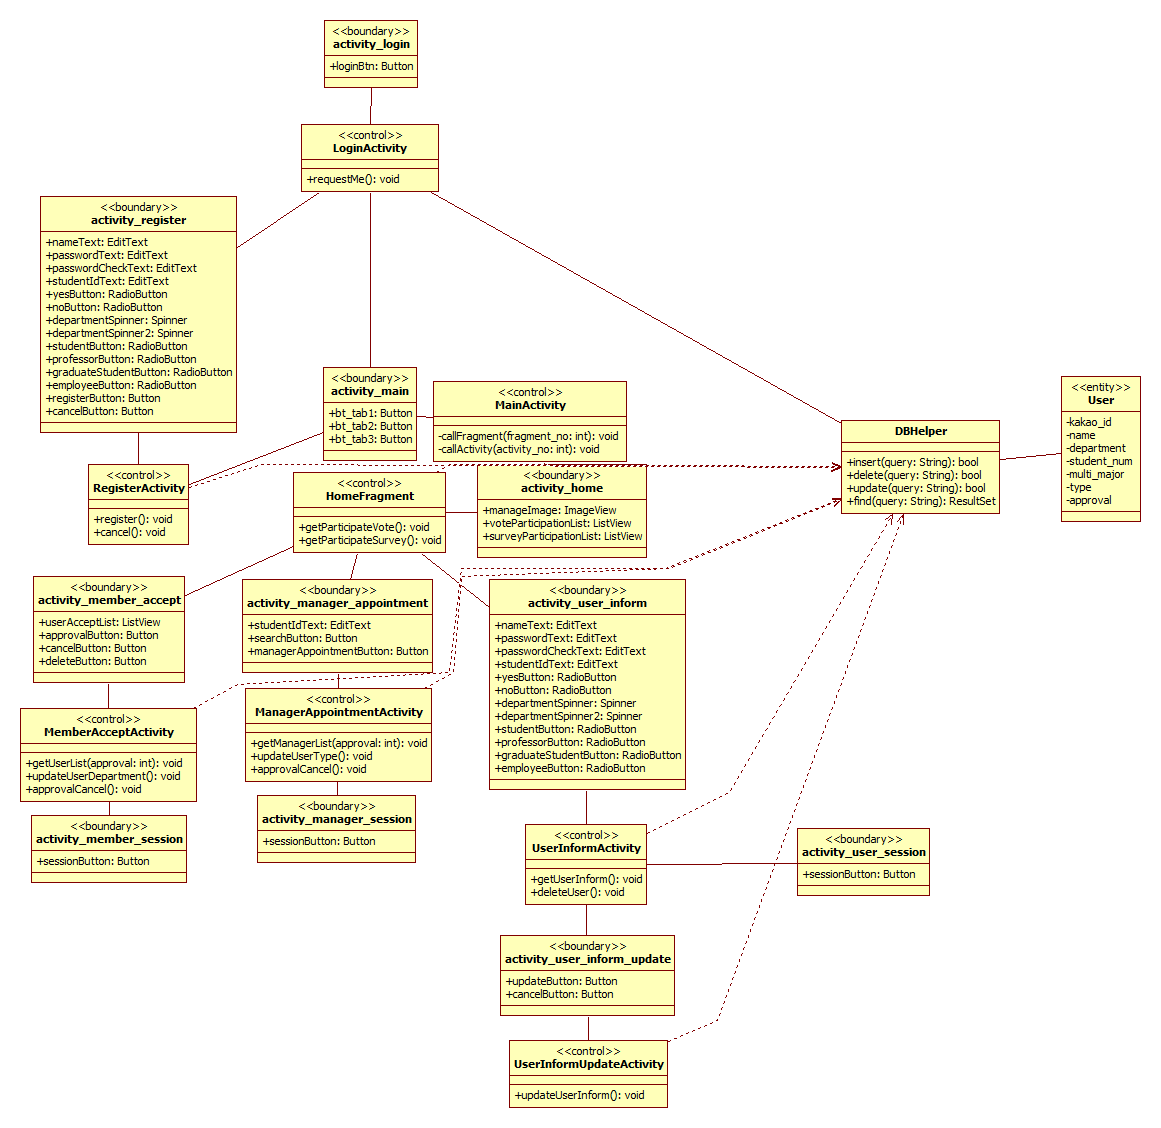 <<boundary>>
activity_login
+loginBtn: Button
<<control>>
LoginActivity
+requestMe(): void
<<boundary>>
activity_register
+nameText: EditText
+passwordText: EditText
+passwordCheckText: EditText
+studentIdText: EditText
+yesButton: RadioButton
+noButton: RadioButton
+departmentSpinner: Spinner
+departmentSpinner2: Spinner
+studentButton: RadioButton
+professorButton: RadioButton
+graduateStudentButton: RadioButton
+employeeButton: RadioButton
+registerButton: Button
+cancelButton: Button
<<boundary>>
activity_main
+bt_tab1: Button
+bt_tab2: Button
+bt_tab3: Button
<<control>>
MainActivity
-callFragment(fragment_no: int): void
-callActivity(activity_no: int): void
<<entity>>
User
-kakao_id
-name
-department
-student_num
-multi_major
-type
-approval
DBHelper
+insert(query: String): bool
+delete(query: String): bool
+update(query: String): bool
+find(query: String): ResultSet
<<control>>
RegisterActivity
+register(): void
+cancel(): void
<<control>>
HomeFragment
+getParticipateVote(): void
+getParticipateSurvey(): void
<<boundary>>
activity_home
+manageImage: ImageView
+voteParticipationList: ListView
+surveyParticipationList: ListView
<<boundary>>
activity_member_accept
+userAcceptList: ListView
+approvalButton: Button
+cancelButton: Button
+deleteButton: Button
<<boundary>>
activity_manager_appointment
+studentIdText: EditText
+searchButton: Button
+managerAppointmentButton: Button
<<boundary>>
activity_user_inform
+nameText: EditText
+passwordText: EditText
+passwordCheckText: EditText
+studentIdText: EditText
+yesButton: RadioButton
+noButton: RadioButton
+departmentSpinner: Spinner
+departmentSpinner2: Spinner
+studentButton: RadioButton
+professorButton: RadioButton
+graduateStudentButton: RadioButton
+employeeButton: RadioButton
<<control>>
MemberAcceptActivity
+getUserList(approval: int): void
+updateUserDepartment(): void
+approvalCancel(): void
<<control>>
ManagerAppointmentActivity
+getManagerList(approval: int): void
+updateUserType(): void
+approvalCancel(): void
<<boundary>>
activity_member_session
+sessionButton: Button
<<boundary>>
activity_manager_session
+sessionButton: Button
<<control>>
UserInformActivity
+getUserInform(): void
+deleteUser(): void
<<boundary>>
activity_user_session
+sessionButton: Button
<<boundary>>
activity_user_inform_update
+updateButton: Button
+cancelButton: Button
<<control>>
UserInformUpdateActivity
+updateUserInform(): void